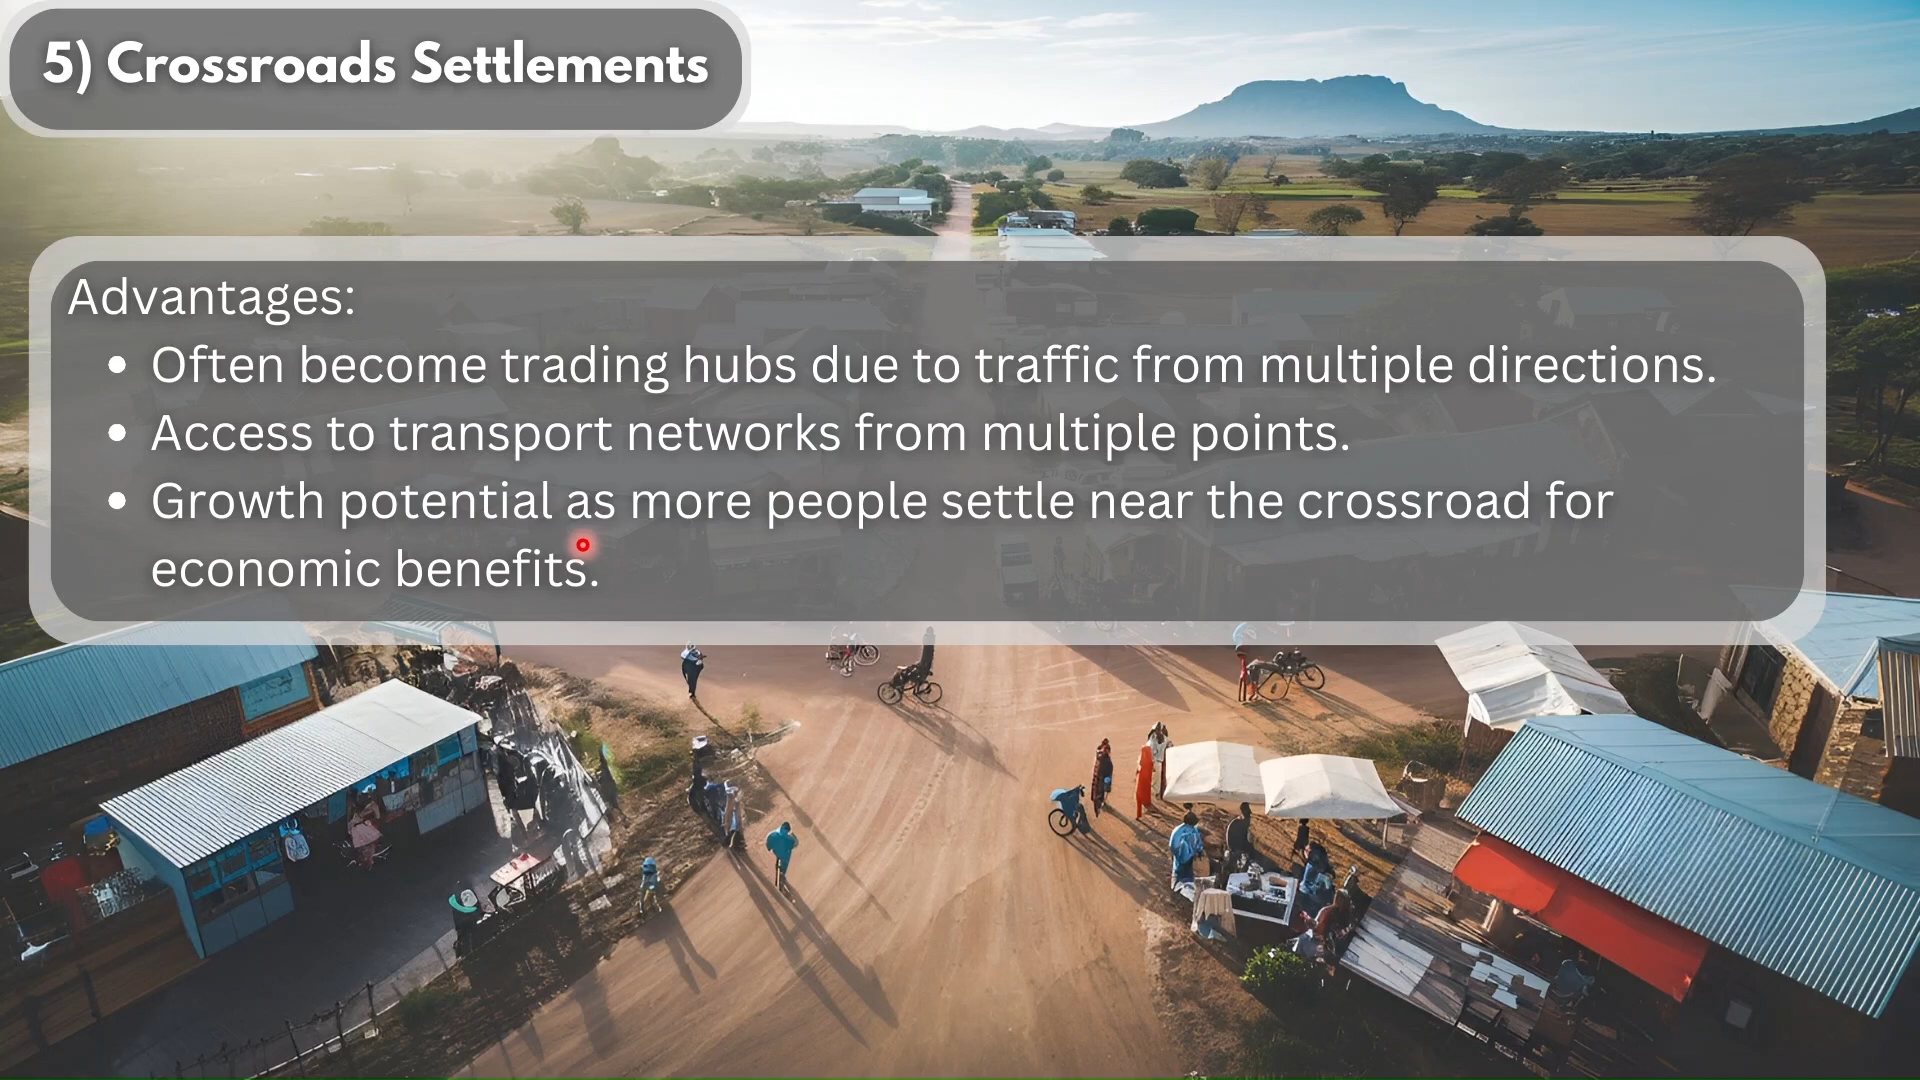 5) Crossroads Settlements
Advantages:
• Often become trading hubs due to traffic from multiple directions.
• Access to transport networks from multiple points.
• Growth potential as more people settle near the crossroad for
economic benefits.